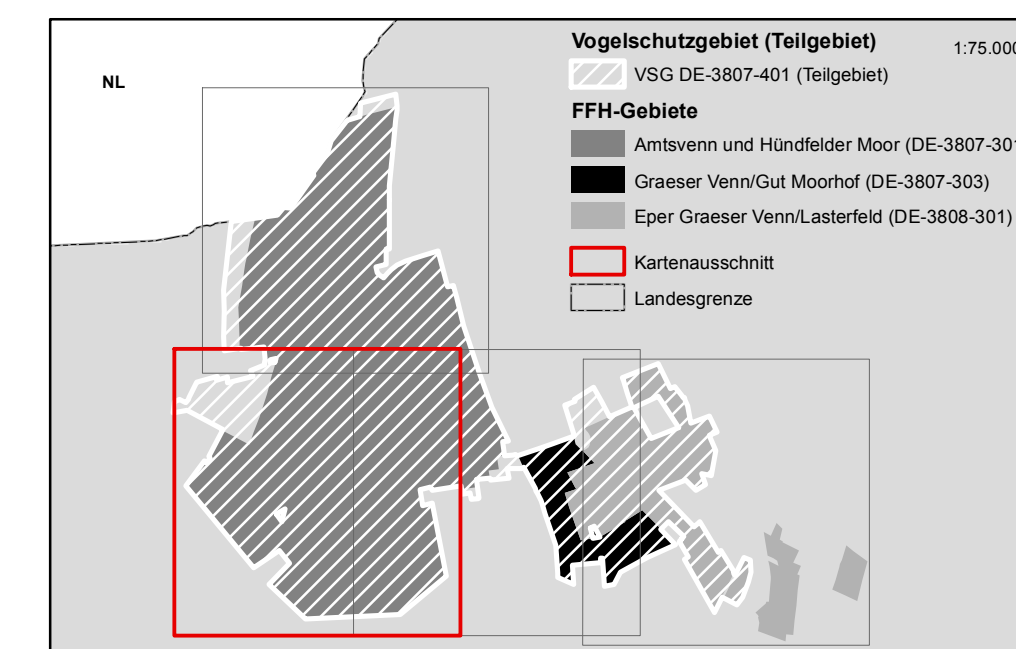 NL
Vogelschutzgebiet (Teilgebiet) 1:75.000
VSG DE-3807-401 (Teilgebiet)
FFH-Gebiete
Amtsvenn und Hündfelder Moor (DE-3807-301
Graeser Venn/Gut Moorhof (DE-3807-303)
Eper Graeser Venn/Lasterfeld (DE-3808-301)
Kartenausschnitt
Landesgrenze